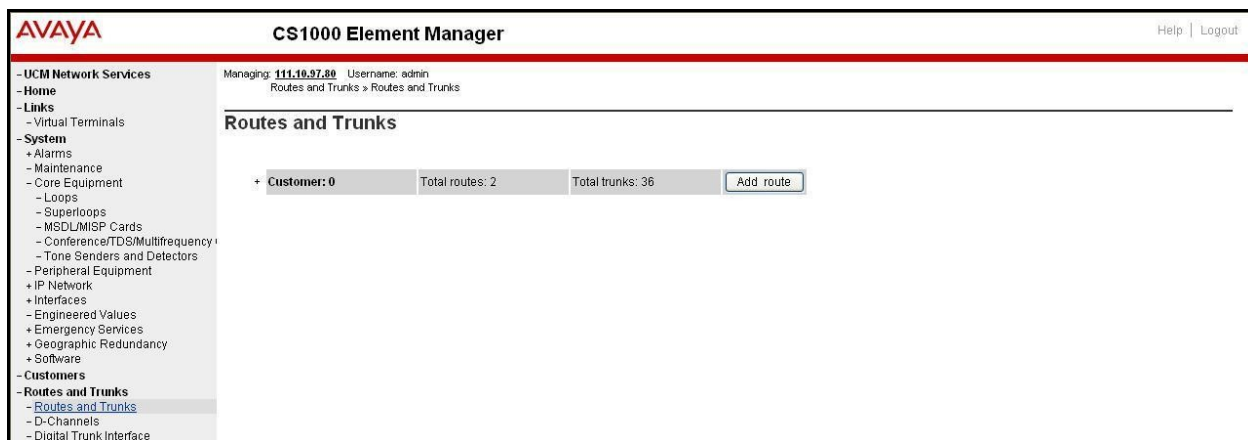 AVAYA
CS1000 Element Manager
Help | Logout
Managing: 111.10.97.80 Username: admin
Routes and Trunks » Routes and Trunks
- UCM Network Services
- Home
- Links
- Virtual Terminals
- System
+ Alarms
- Maintenance
- Core Equipment
- Loops
- Superloops
- MSDL/MISP Cards
- Conference/TDS/Multifrequency
- Tone Senders and Detectors
- Peripheral Equipment
+ IP Network
+ Interfaces
- Engineered Values
+ Emergency Services
+ Geographic Redundancy
+ Software
- Customers
- Routes and Trunks
- Routes and Trunks
- D-Channels
- Digital Trunk Interface
Routes and Trunks
+ Customer: 0 Total routes: 2 Total trunks: 36 Add route